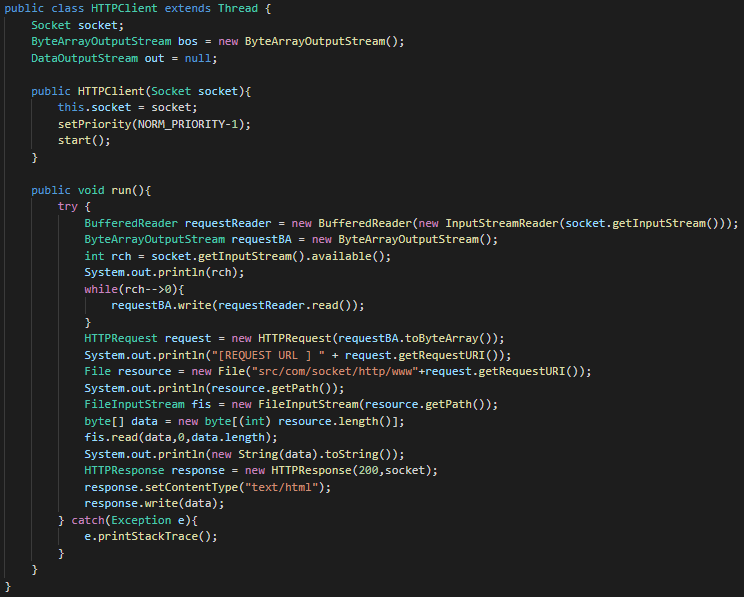 public class HTTPClient extends Thread {
    Socket socket;
    ByteArrayOutputStream bos = new ByteArrayOutputStream();
    DataOutputStream out = null;

    public HTTPClient(Socket socket){
        this.socket = socket;
        setPriority(NORM_PRIORITY-1);
        start();
    }

    public void run(){
        try {
            BufferedReader requestReader = new BufferedReader(new InputStreamReader(socket.getInputStream()));
            ByteArrayOutputStream requestBA = new ByteArrayOutputStream();
            int rch = socket.getInputStream().available();
            System.out.println(rch);
            while(rch-->0){
                requestBA.write(requestReader.read());
            }
            HTTPRequest request = new HTTPRequest(requestBA.toByteArray());
            System.out.println("[REQUEST URL ] " + request.getRequestURI());
            File resource = new File("src/com/socket/http/www"+request.getRequestURI());
            System.out.println(resource.getPath());
            FileInputStream fis = new FileInputStream(resource.getPath());
            byte[] data = new byte[(int) resource.length()];
            fis.read(data,0,data.length);
            System.out.println(new String(data).toString());
            HTTPResponse response = new HTTPResponse(200,socket);
            response.setContentType("text/html");
            response.write(data);
        } catch(Exception e){
            e.printStackTrace();
        }
    }
}